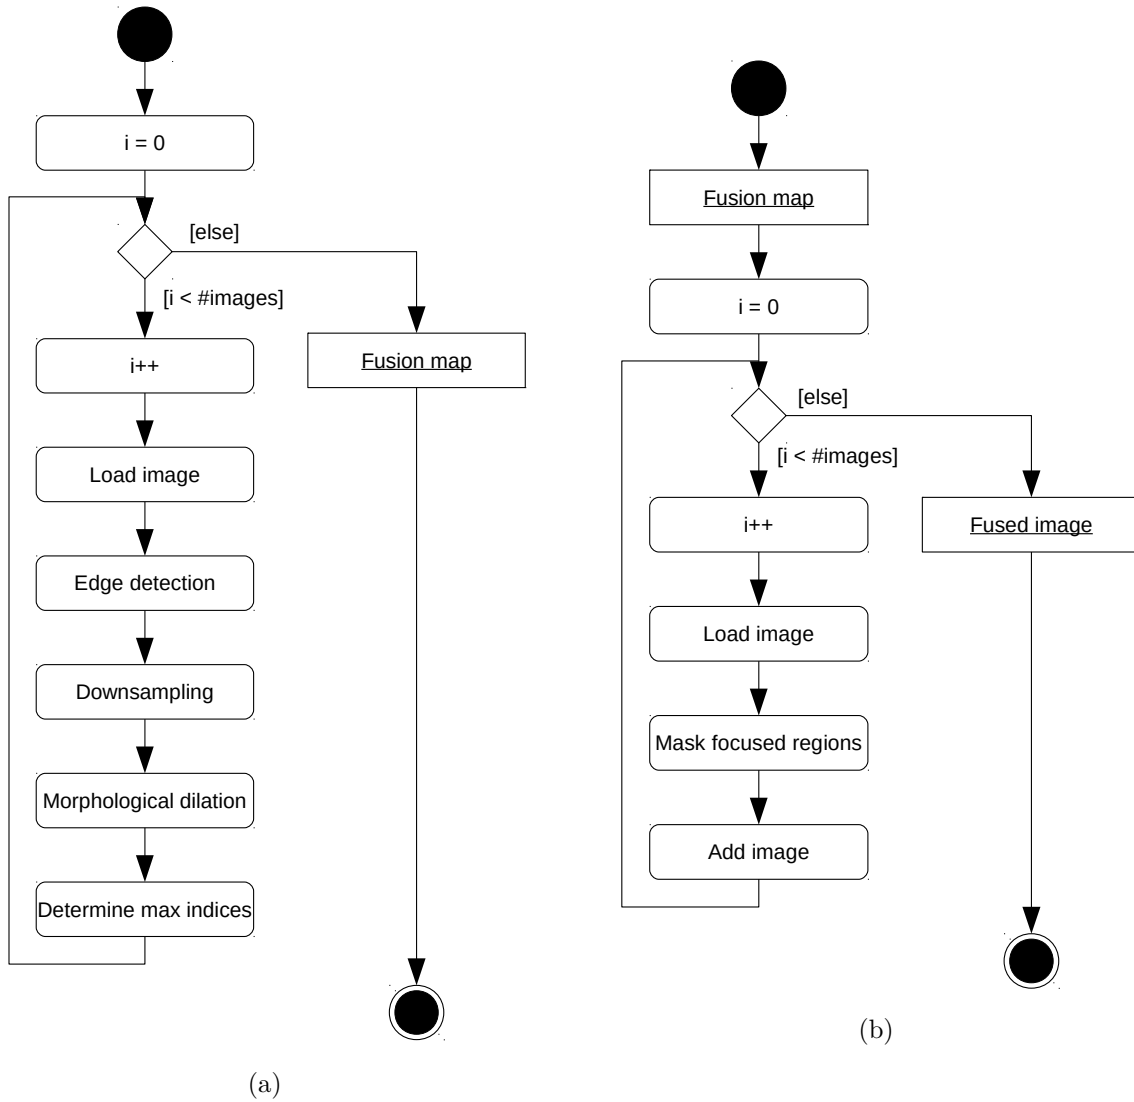 i = 0
[else]
[i < #images]
i++
Fusion map
Load image
Edge detection
Downsampling
Morphological dilation
Determine max indices
(a)
Fusion map
i = 0
[else]
[i < #images]
i++
Fused image
Load image
Mask focused regions
Add image
(b)